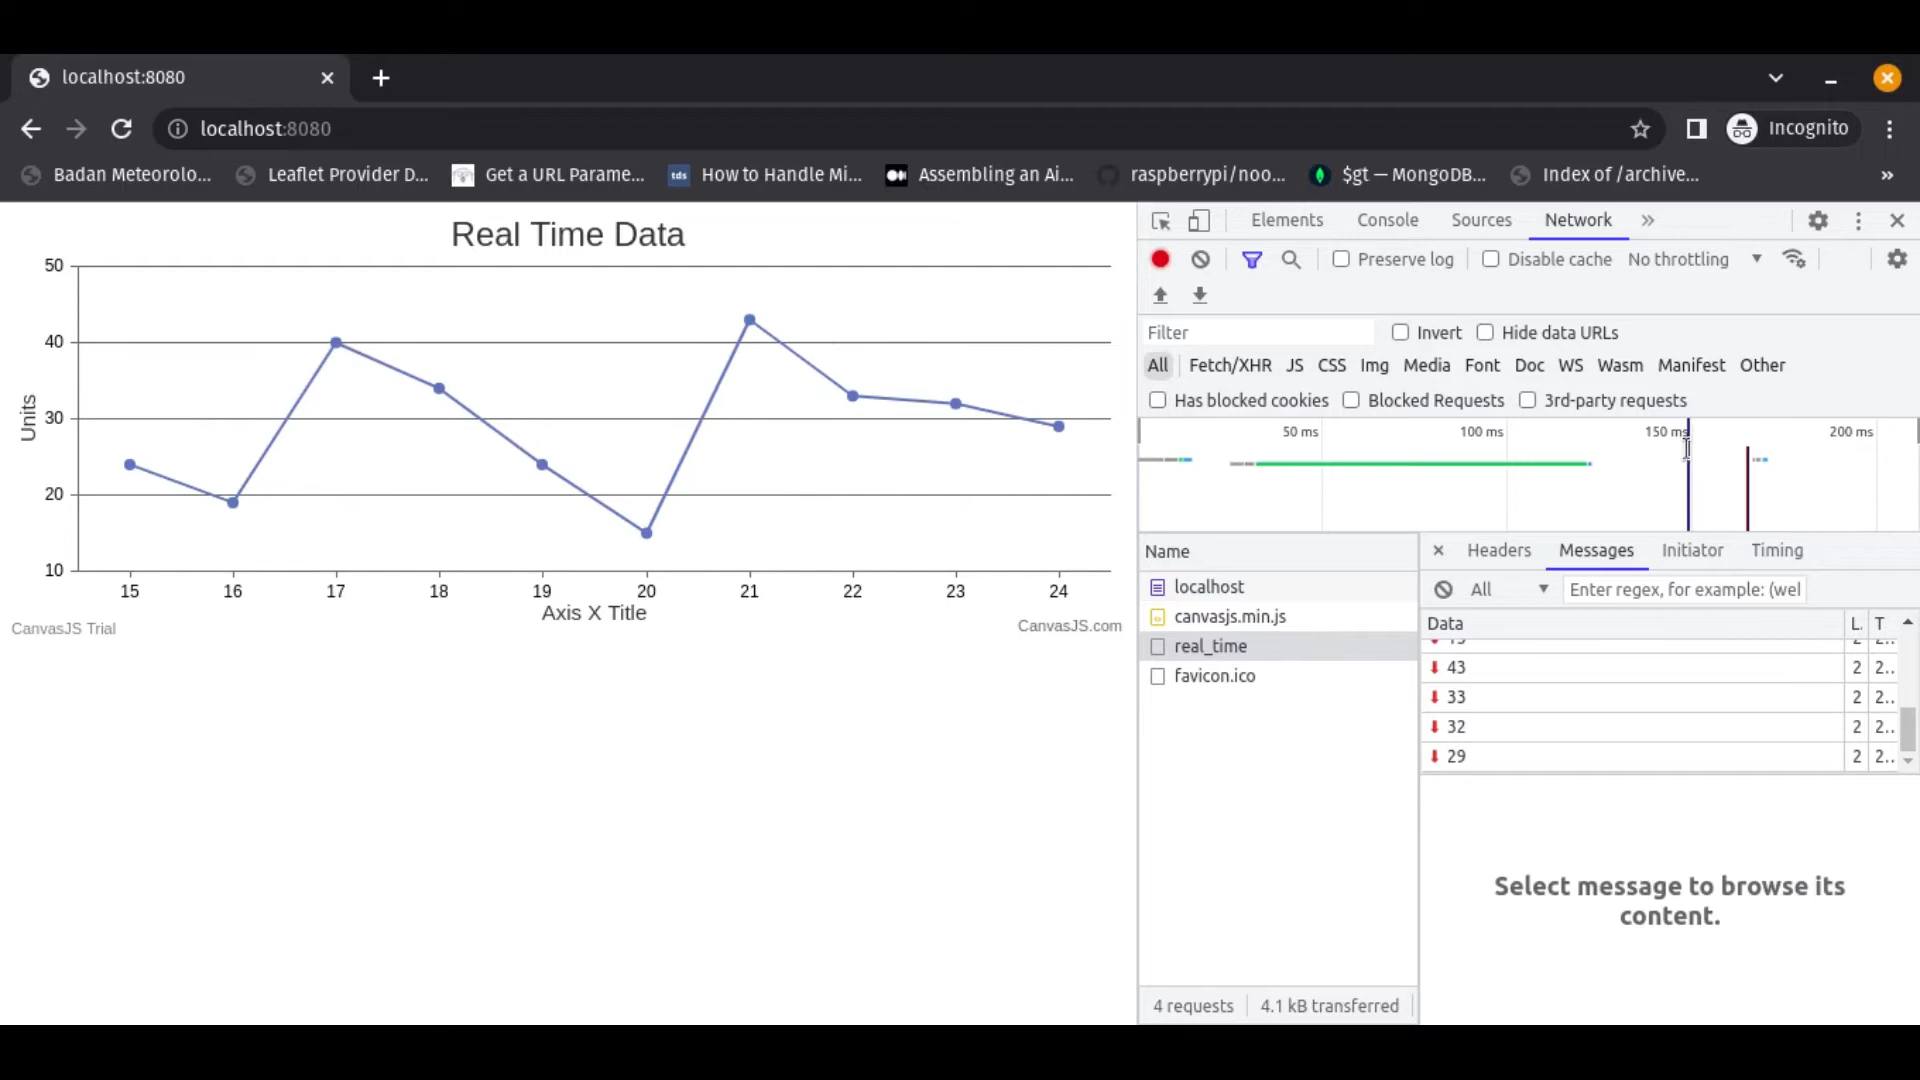 localhost:8080
localhost:8080
Incognito
Badan Meteorolo...
Leaflet Provider D...
Get a URL Parame...
tds
How to Handle Mi...
Assembling an Ai...
raspberrypi/noo...
$gt — MongoDB...
Index of /archive...
»
Real Time Data
50
40
30
20
10
Units
15 16 17 18 19 20 21 22 23 24
Axis X Title
CanvasJS Trial
CanvasJS.com
Elements Console Sources Network »
Preserve log Disable cache No throttling
Filter Invert Hide data URLs
All Fetch/XHR JS CSS Img Media Font Doc WS Wasm Manifest Other
Has blocked cookies Blocked Requests 3rd-party requests
50 ms 100 ms 150 ms 200 ms
Name
localhost
canvasjs.min.js
real_time
favicon.ico
4 requests 4.1 kB transferred
Headers Messages Initiator Timing
All Enter regex, for example: (wel
Data L. T
43 2 2..
33 2 2..
32 2 2..
29 2 2..
Select message to browse its
content.